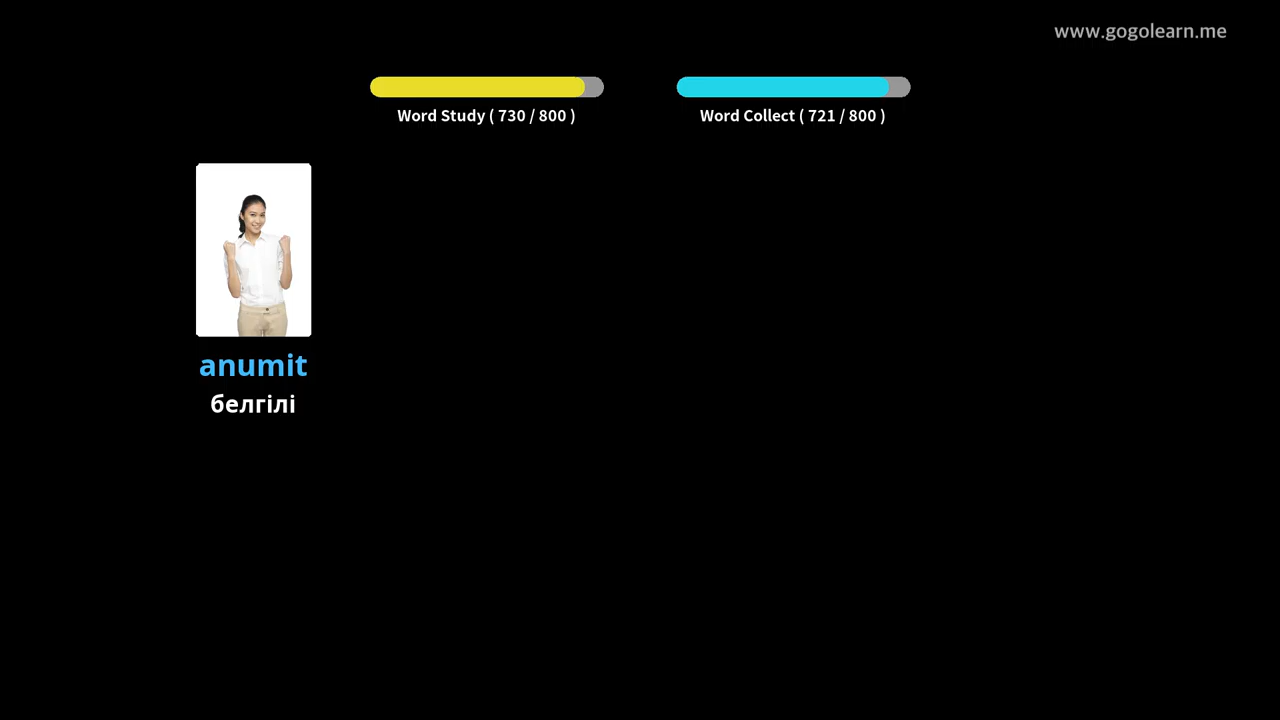 www.gogolearn.me
Word Study ( 730 / 800 )
Word Collect ( 721 / 800 )
anumit
белгілі